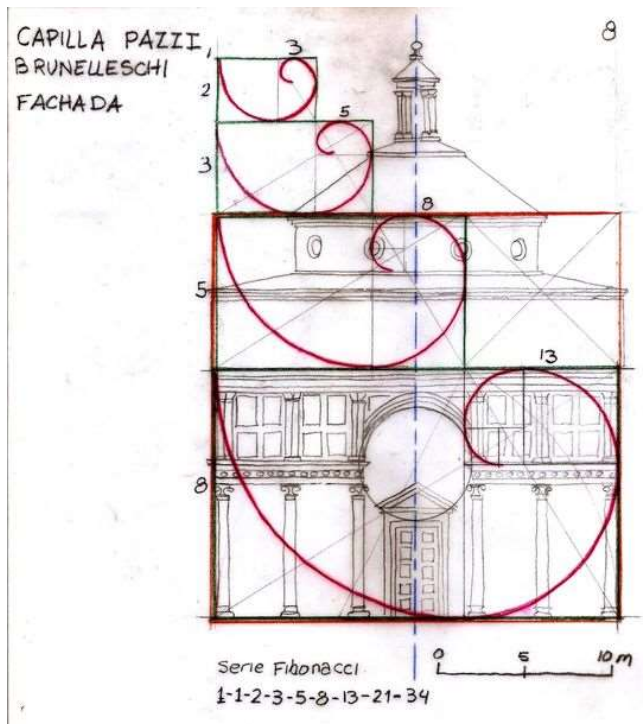 CAPILLA PAZZI,
BRUNELLESCHI
FACHADA
8
1
3
2
5
3
8
5
13
8
Serie Fibonacci
1-1-2-3-5-8-13-21-34
0 5 10 m